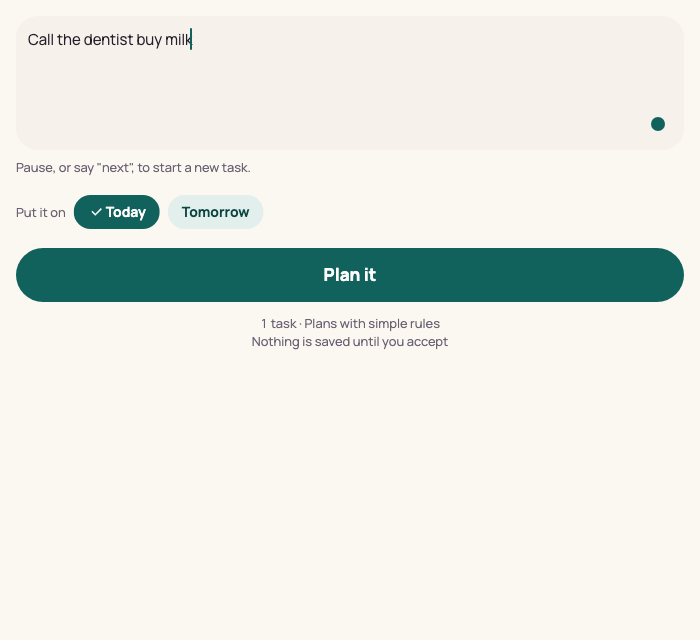 Call the dentist buy milk
Pause, or say "next", to start a new task.
Put it on Today Tomorrow
Plan it
1 task · Plans with simple rules
Nothing is saved until you accept